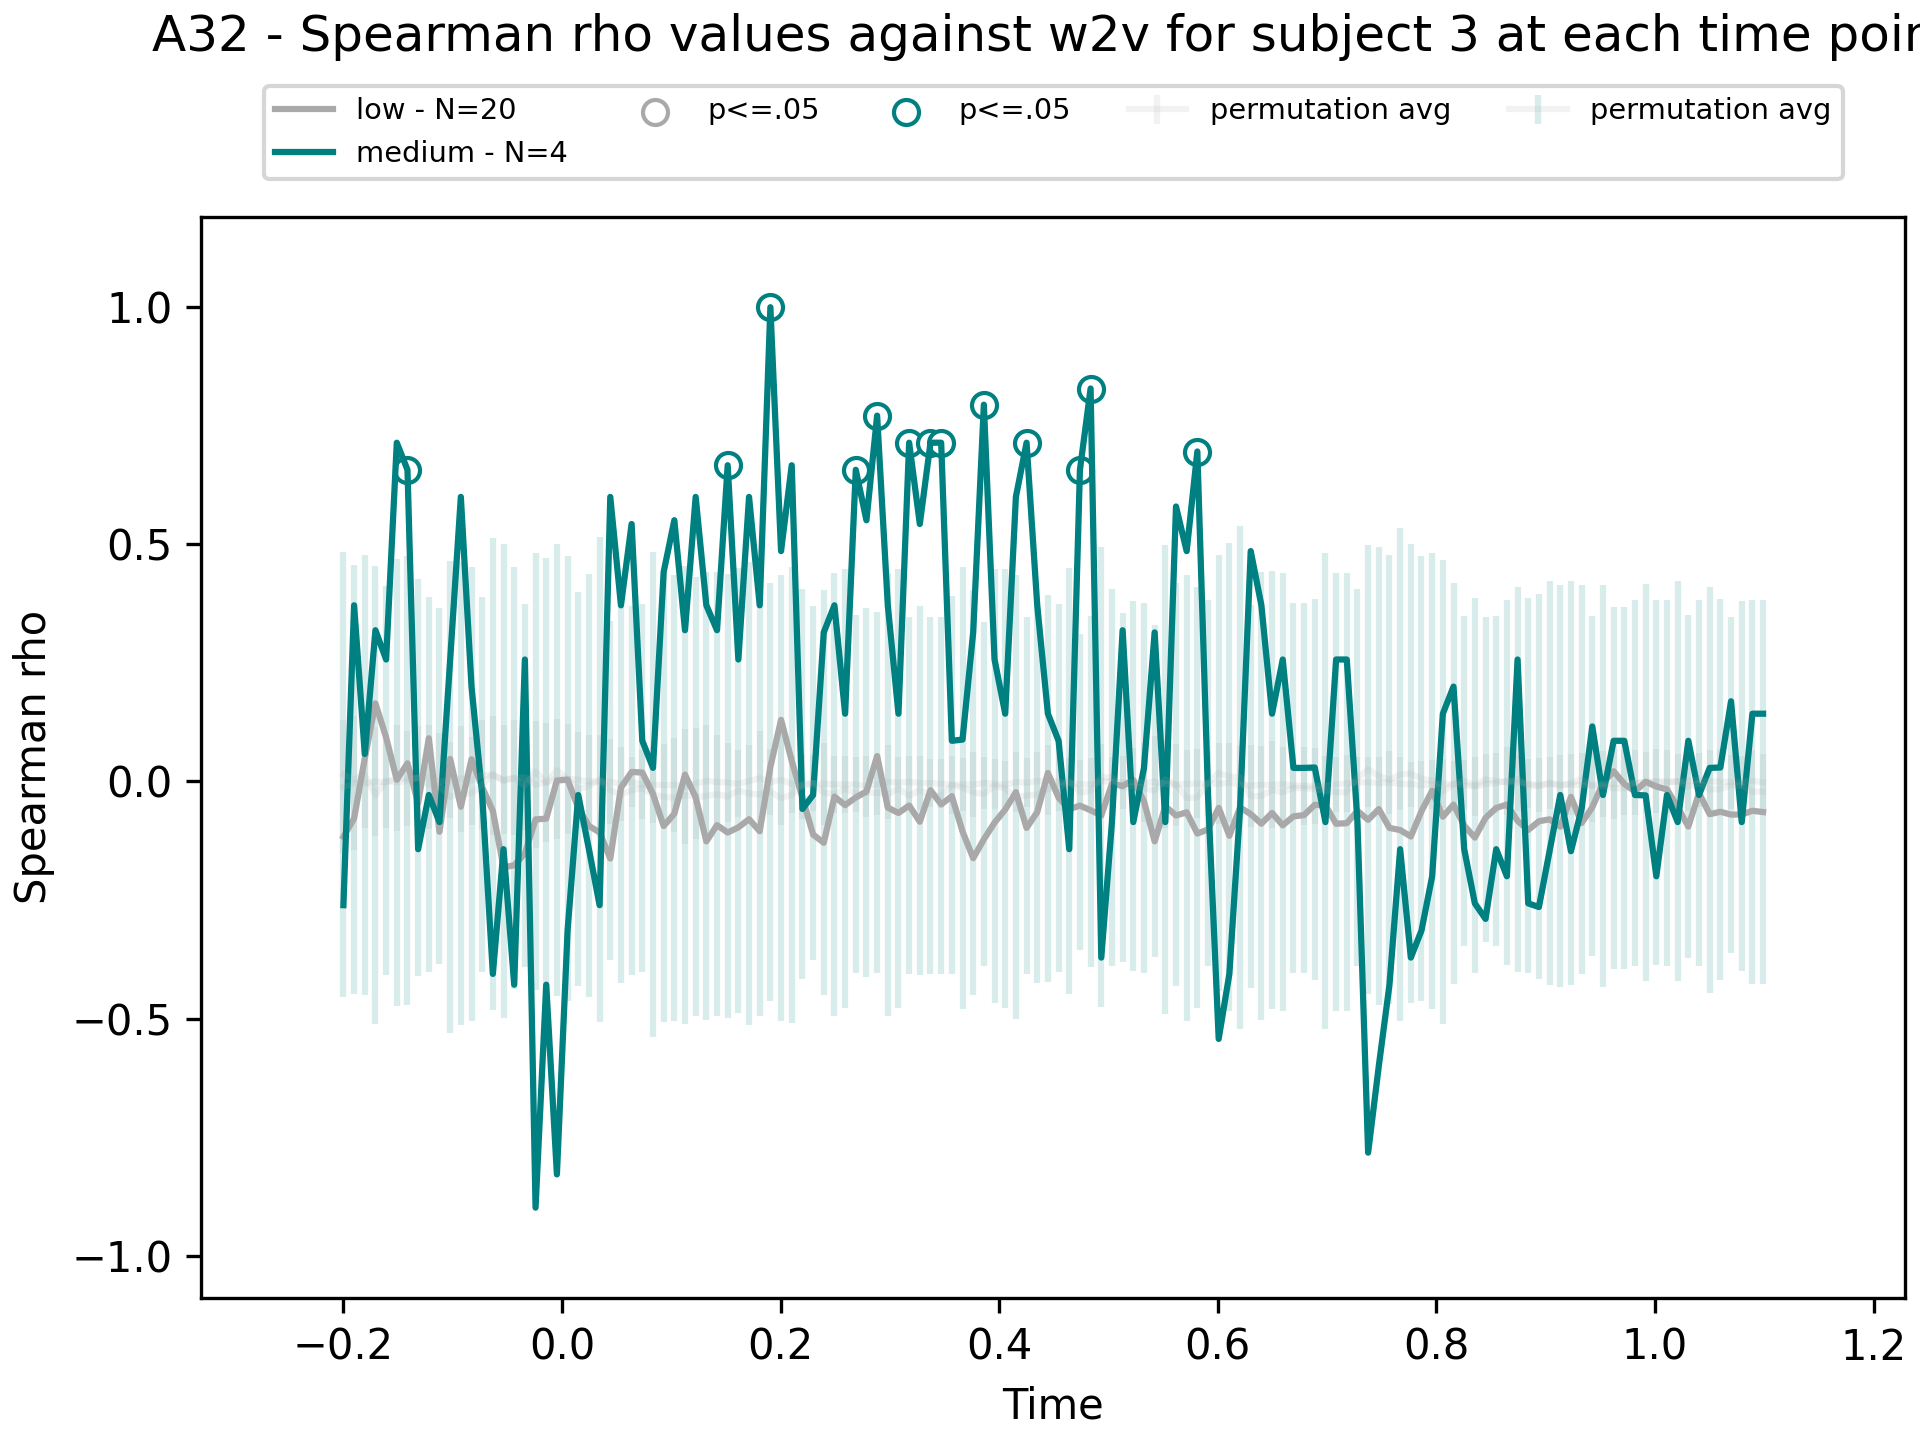 A32 - Spearman rho values against w2v for subject 3 at each time poin
low - N=20
medium - N=4
p<=.05
p<=.05
permutation avg
permutation avg
1.0
0.5
0.0
−0.5
−1.0
Spearman rho
−0.2 0.0 0.2 0.4 0.6 0.8 1.0 1.2
Time